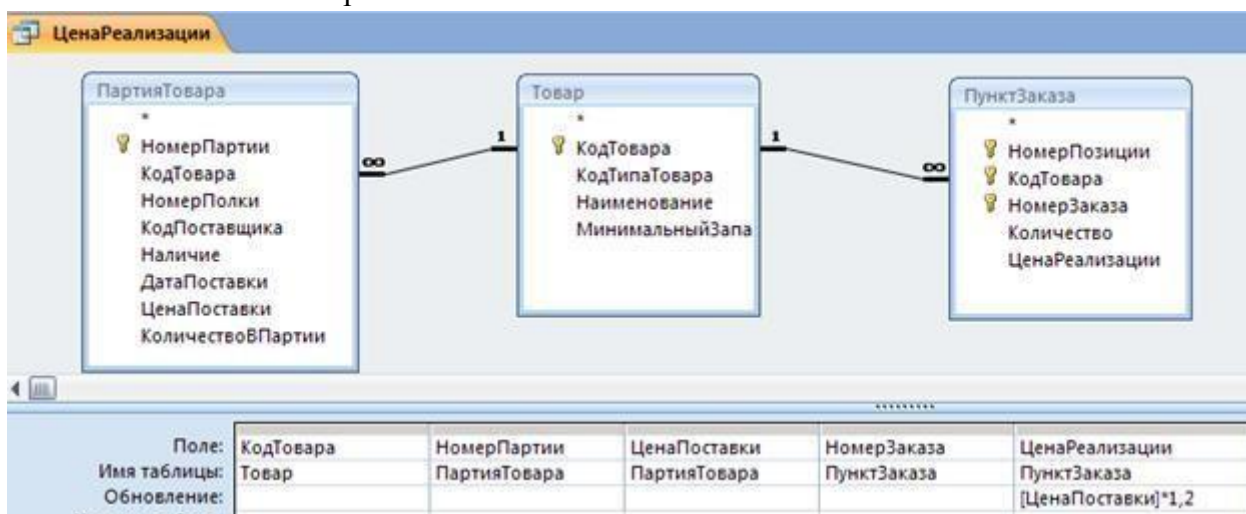 ЦенаРеализации
ПартияТовара
*
НомерПартии
КодТовара
НомерПолки
КодПоставщика
Наличие
ДатаПоставки
ЦенаПоставки
КоличествоВПартии
∞
1
Товар
*
КодТовара
КодТипаТовара
Наименование
МинимальныйЗапа
1
∞
ПунктЗаказа
*
НомерПозиции
КодТовара
НомерЗаказа
Количество
ЦенаРеализации
Поле: КодТовара НомерПартии ЦенаПоставки НомерЗаказа ЦенаРеализации
Имя таблицы: Товар ПартияТовара ПартияТовара ПунктЗаказа ПунктЗаказа
Обновление: [ЦенаПоставки]*1,2